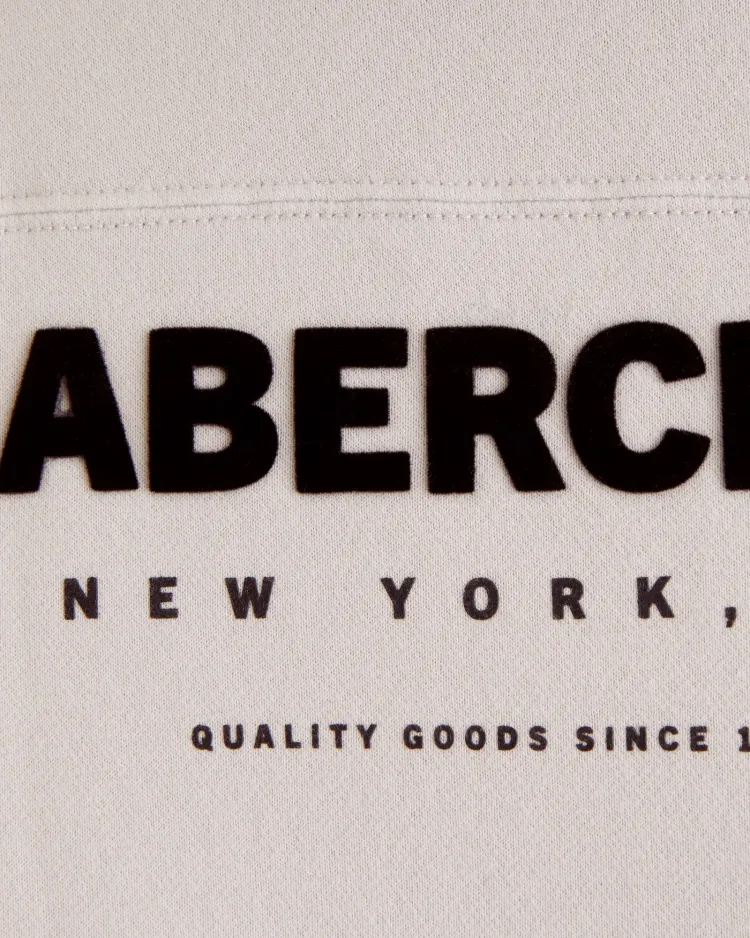 ABERC
NEW YORK,
QUALITY GOODS SINCE 1